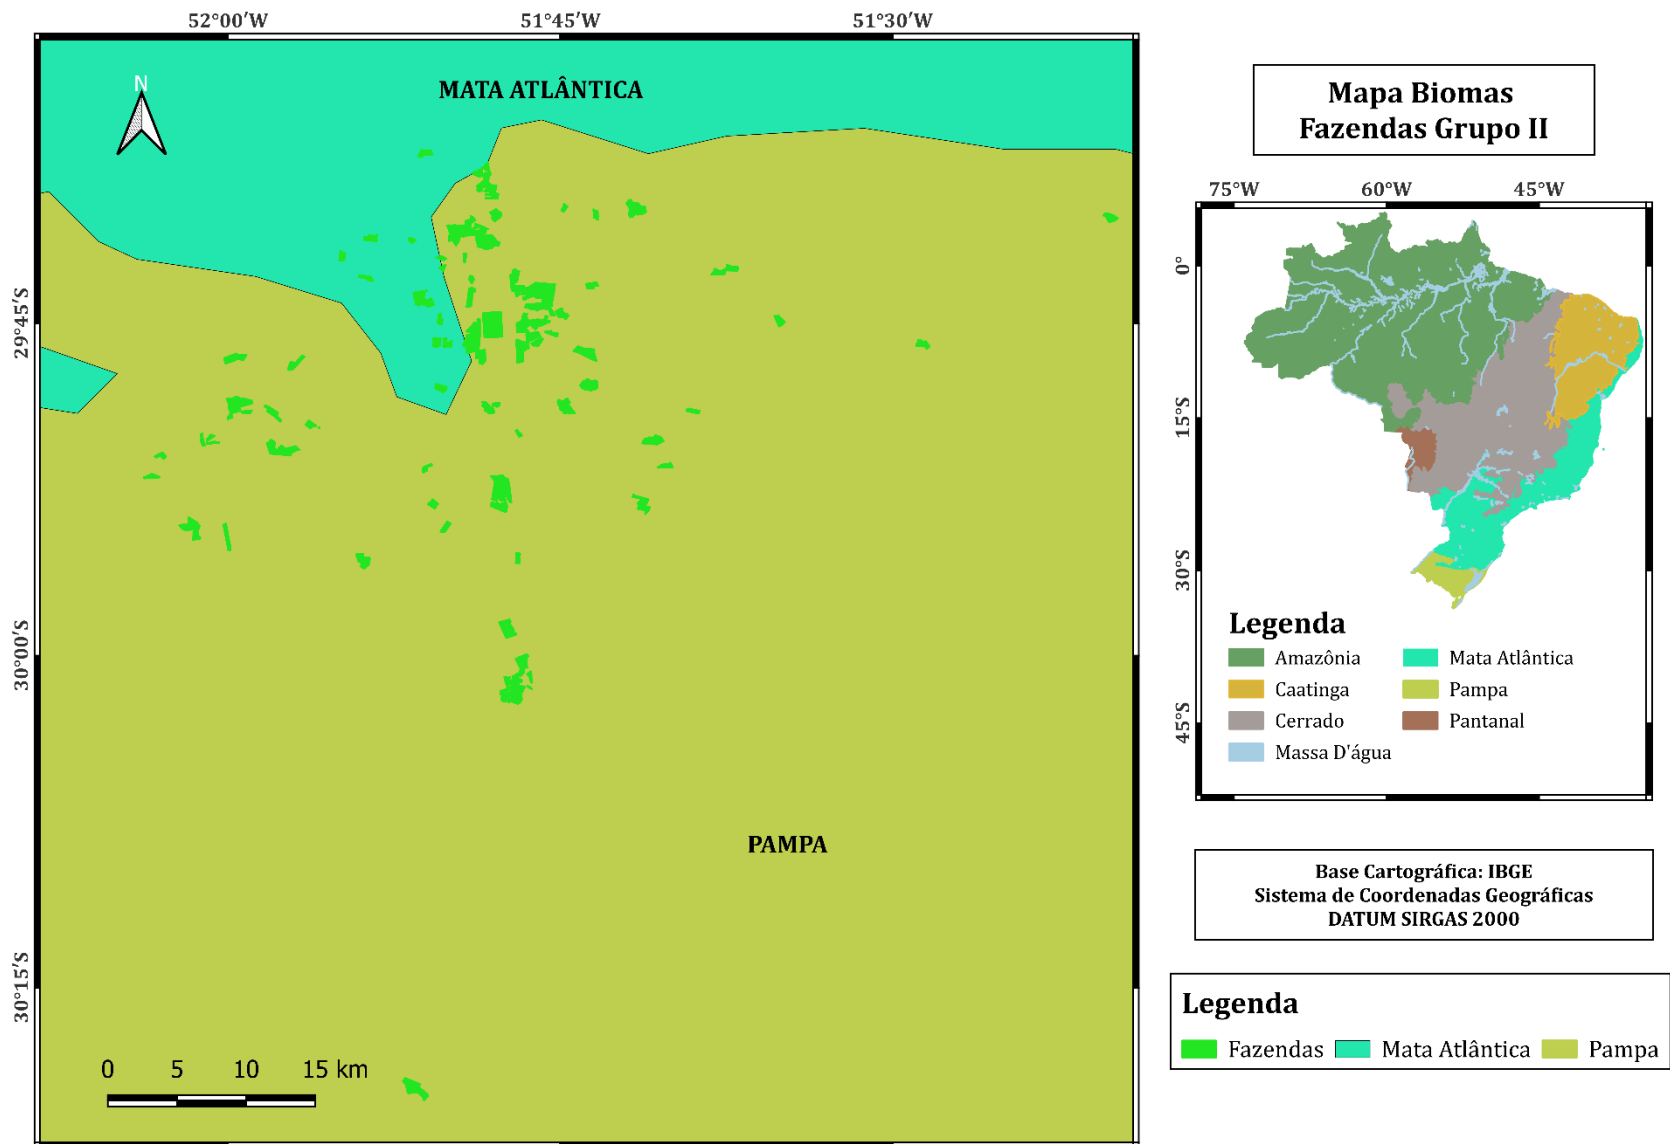 52°00′W
51°45′W
51°30′W
N
MATA ATLÂNTICA
29°45′S
30°00′S
30°15′S
PAMPA
0 5 10 15 km
Mapa Biomas
Fazendas Grupo II
75°W
60°W
45°W
0°
15°S
30°S
45°S
Legenda
Amazônia
Mata Atlântica
Caatinga
Pampa
Cerrado
Pantanal
Massa D'água
Base Cartográfica: IBGE
Sistema de Coordenadas Geográficas
DATUM SIRGAS 2000
Legenda
Fazendas Mata Atlântica Pampa